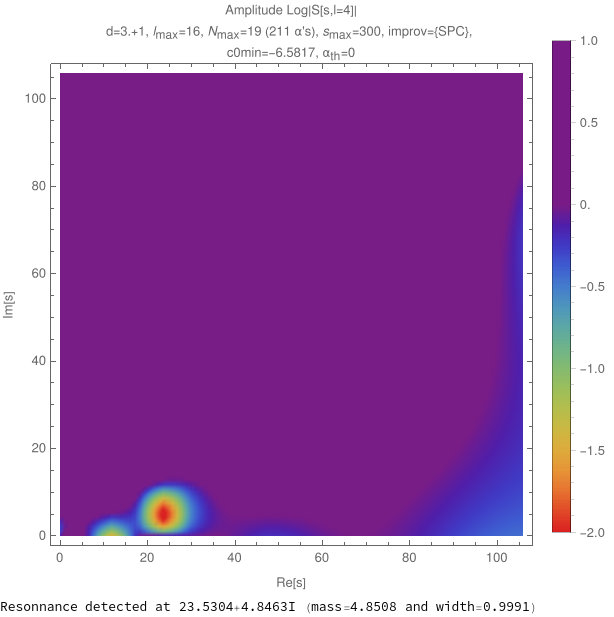 Amplitude Log|S[s,l=4]|
d=3.+1, lmax=16, Nmax=19 (211 α's), smax=300, improv={SPC},
c0min=−6.5817, αth=0
1.0
0.5
0.
−0.5
−1.0
−1.5
−2.0
Im[s]
100
80
60
40
20
0
0 20 40 60 80 100
Re[s]
Resonnance detected at 23.5304+4.8463I (mass=4.8508 and width=0.9991)